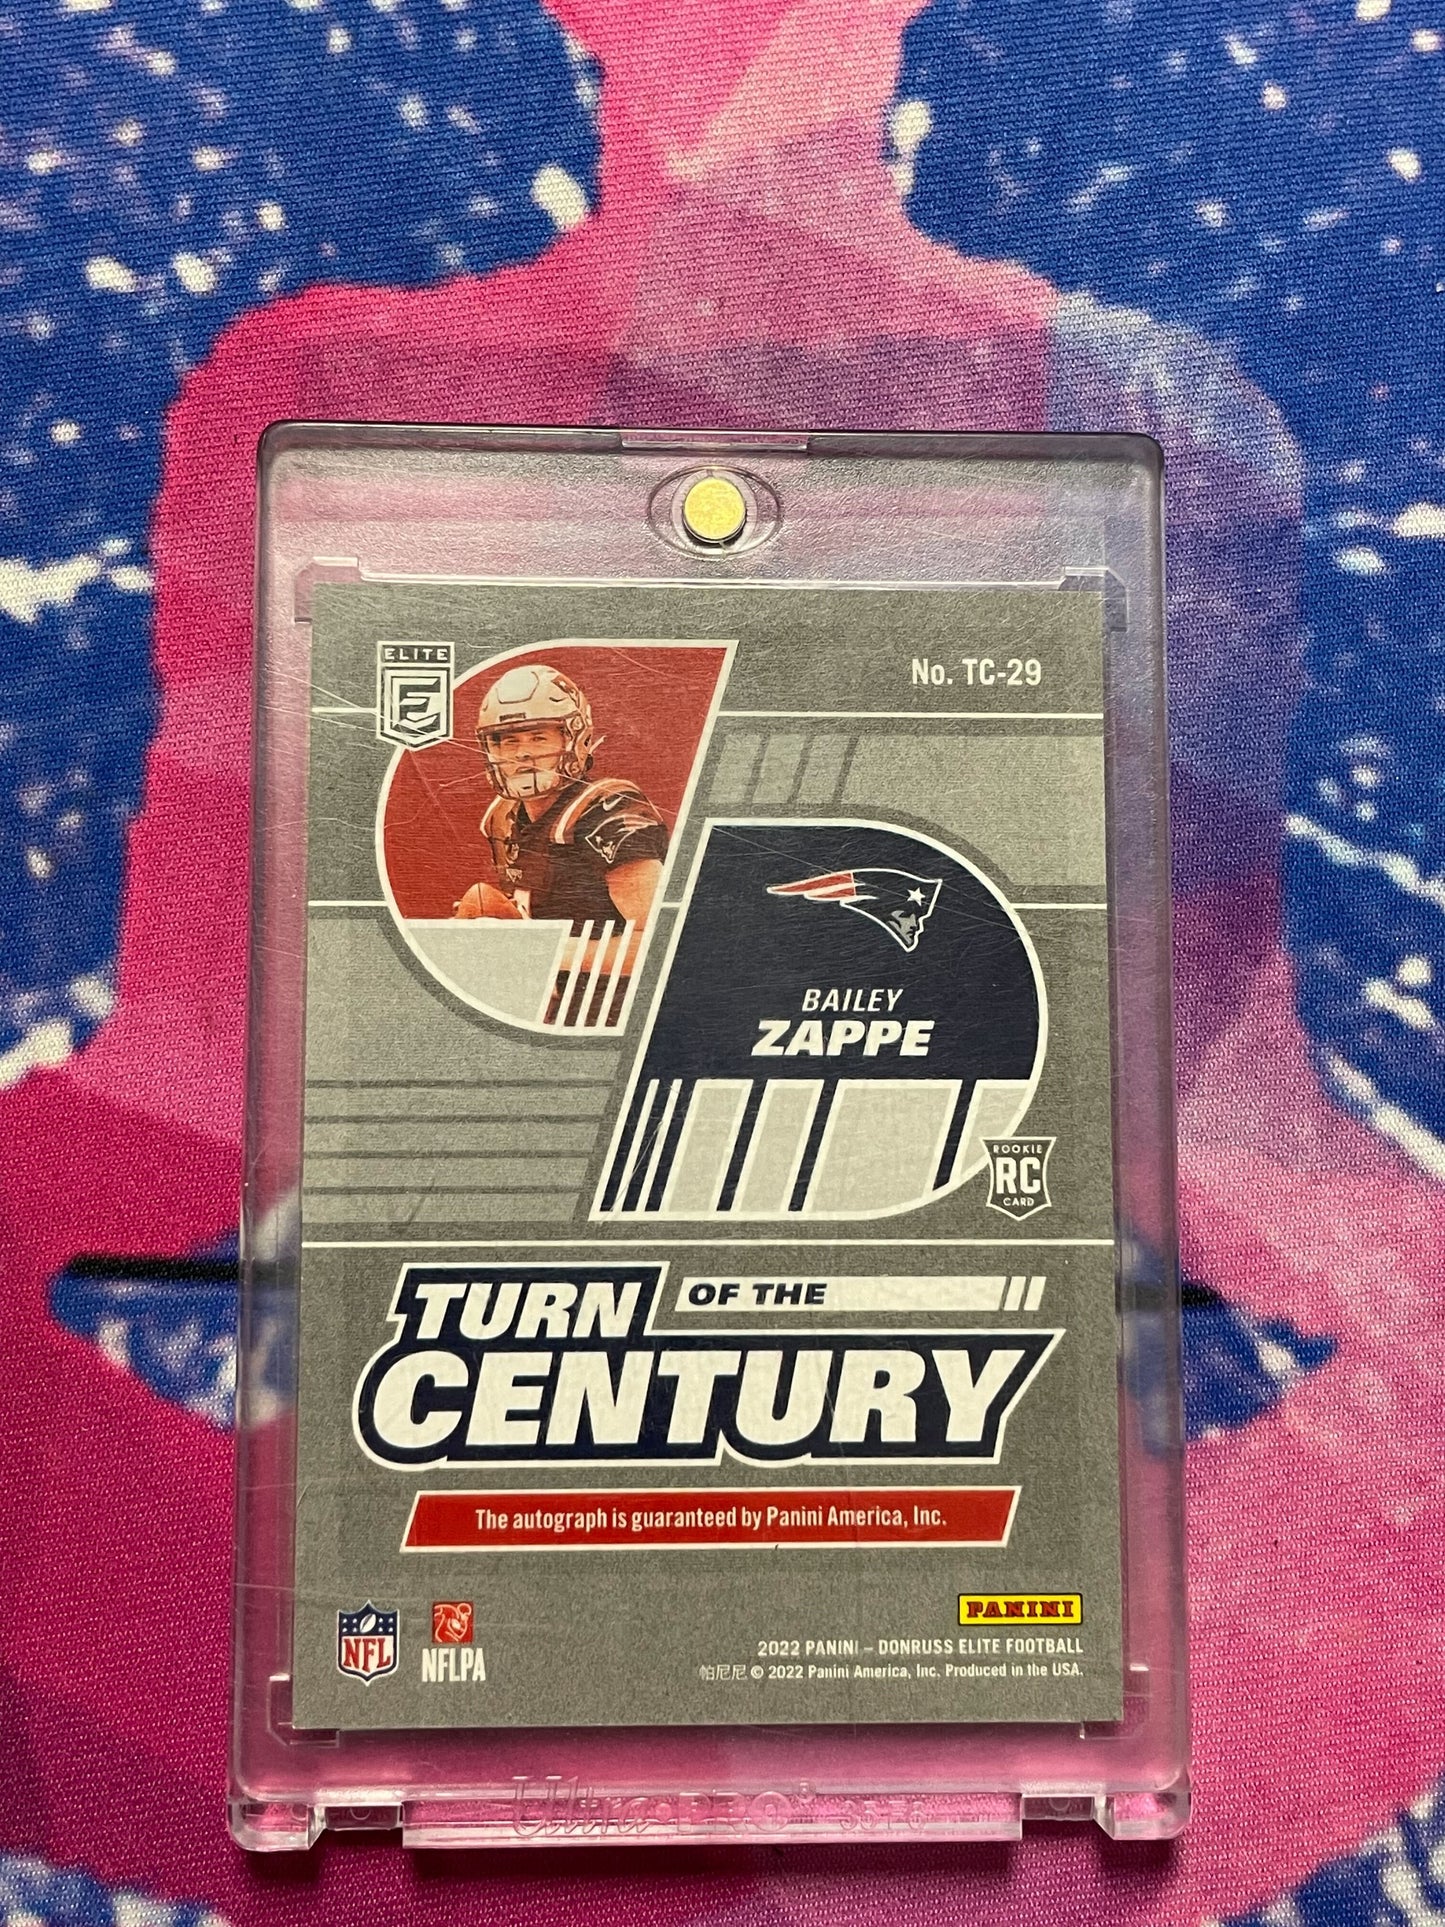 ELITE
E
No. TC-29
BAILEY
ZAPPE
ROOKIE
RC
CARD
TURN OF THE
CENTURY
The autograph is guaranteed by Panini America, Inc.
NFL
NFLPA
PANINI
2022 PANINI – DONRUSS ELITE FOOTBALL
帕尼尼 © 2022 Panini America, Inc. Produced in the USA.
Ultra·PRO®